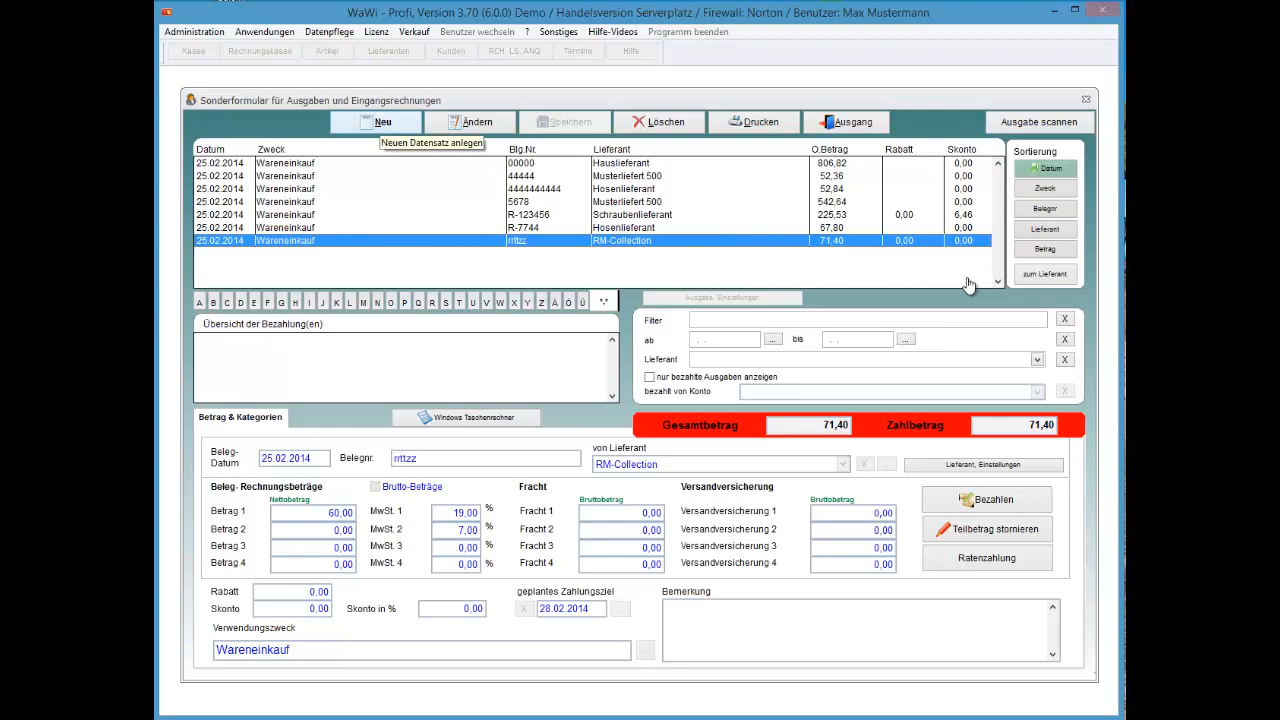 WaWi - Profi, Version 3.70 (6.0.0) Demo / Handelsversion Serverplatz / Firewall: Norton / Benutzer: Max Mustermann
Administration Anwendungen Datenpflege Lizenz Verkauf Benutzer wechseln ? Sonstiges Hilfe-Videos Programm beenden
Kasse Rechnungskasse Artikel Lieferanten Kunden RCH, LS, ANG Termine Hilfe
Sonderformular für Ausgaben und Eingangsrechnungen
Neu Ändern Speichern Löschen Drucken Ausgang Ausgabe scannen
Neuen Datensatz anlegen
Datum Zweck Blg.Nr. Lieferant O.Betrag Rabatt Skonto Sortierung
25.02.2014 Wareneinkauf 00000 Hauslieferant 806,82 0,00
25.02.2014 Wareneinkauf 44444 Musterliefert 500 52,36 0,00
25.02.2014 Wareneinkauf 4444444444 Hosenlieferant 52,84 0,00
25.02.2014 Wareneinkauf 5678 Musterliefert 500 542,64 0,00
25.02.2014 Wareneinkauf R-123456 Schraubenlieferant 225,53 0,00 6,46
25.02.2014 Wareneinkauf R-7744 Hosenlieferant 67,80 0,00
25.02.2014 Wareneinkauf rrttzz RM-Collection 71,40 0,00 0,00
Datum
Zweck
Belegnr
Lieferant
Betrag
zum Lieferant
A B C D E F G H I J K L M N O P Q R S T U V W X Y Z Ä Ö Ü *.*
Ausgabe, Einstellungen
Übersicht der Bezahlung(en)
Filter X
ab . . ... bis . . ... X
Lieferant X
nur bezahlte Ausgaben anzeigen
bezahlt von Konto X
Betrag & Kategorien Windows Taschenrechner
Gesamtbetrag 71,40 Zahlbetrag 71,40
Beleg-
Datum 25.02.2014 Belegnr. rrttzz
von Lieferant
RM-Collection X ... Lieferant, Einstellungen
Beleg- Rechnungsbeträge Brutto-Beträge Fracht Versandversicherung
Nettobetrag Bruttobetrag Bruttobetrag
Betrag 1 60,00 MwSt. 1 19,00 % Fracht 1 0,00 Versandversicherung 1 0,00
Betrag 2 0,00 MwSt. 2 7,00 % Fracht 2 0,00 Versandversicherung 2 0,00
Betrag 3 0,00 MwSt. 3 0,00 % Fracht 3 0,00 Versandversicherung 3 0,00
Betrag 4 0,00 MwSt. 4 0,00 % Fracht 4 0,00 Versandversicherung 4 0,00
Bezahlen
Teilbetrag stornieren
Ratenzahlung
Rabatt 0,00 geplantes Zahlungsziel Bemerkung
Skonto 0,00 Skonto in % 0,00 X 28.02.2014 ...
Verwendungszweck
Wareneinkauf ...